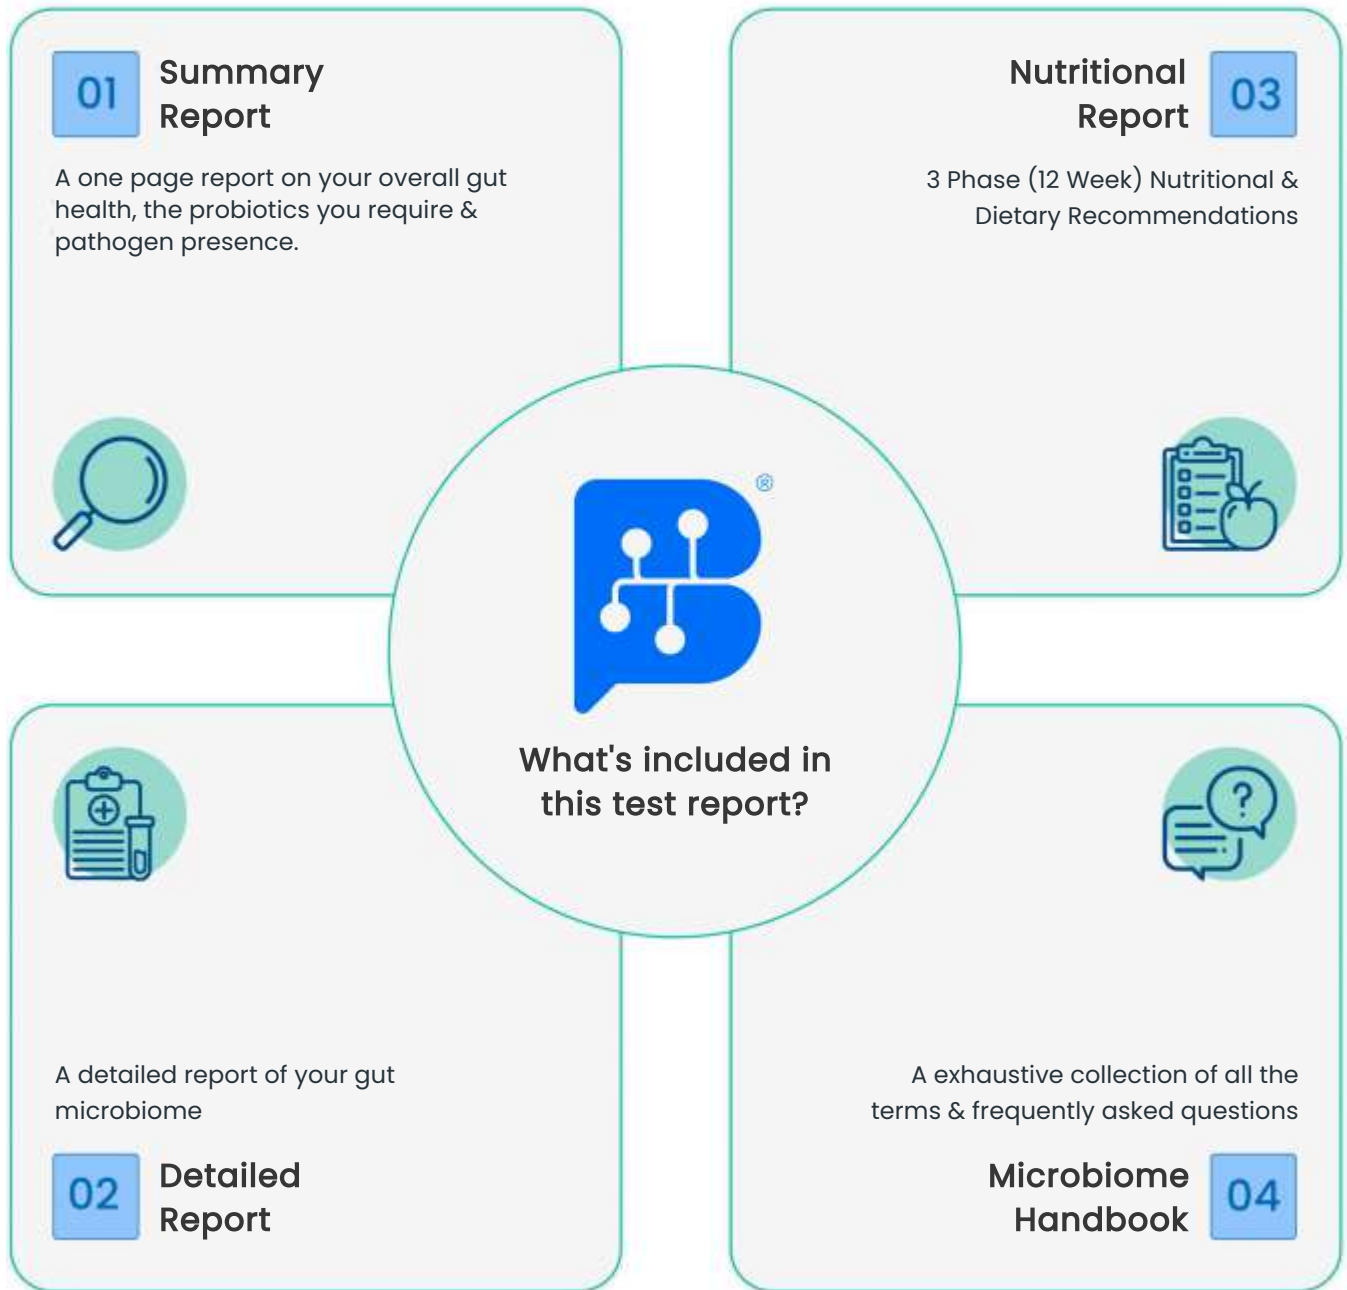 01
Summary
Report
A one page report on your overall gut
health, the probiotics you require &
pathogen presence.
Nutritional
Report
03
3 Phase (12 Week) Nutritional &
Dietary Recommendations
®
What's included in
this test report?
A detailed report of your gut
microbiome
02
Detailed
Report
?
A exhaustive collection of all the
terms & frequently asked questions
Microbiome
Handbook
04